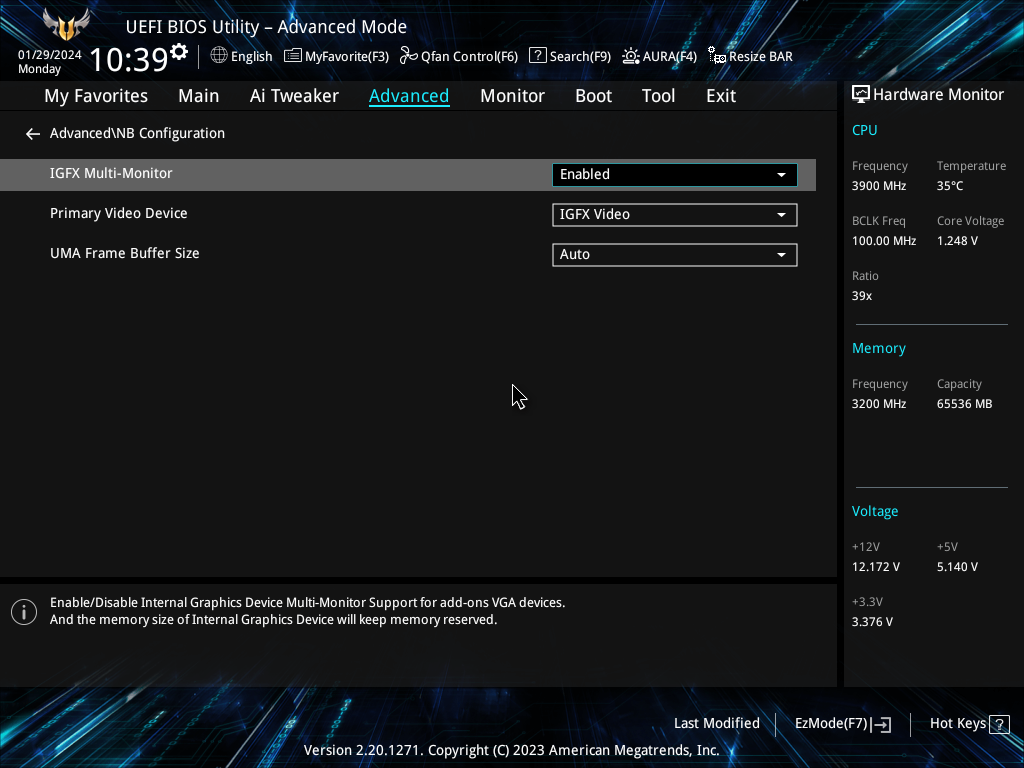 UEFI BIOS Utility – Advanced Mode
01/29/2024
Monday
10:39
English
MyFavorite(F3)
Qfan Control(F6)
? Search(F9)
AURA(F4)
Resize BAR
My Favorites Main Ai Tweaker Advanced Monitor Boot Tool Exit
← Advanced\NB Configuration
IGFX Multi-Monitor Enabled
Primary Video Device IGFX Video
UMA Frame Buffer Size Auto
i
Enable/Disable Internal Graphics Device Multi-Monitor Support for add-ons VGA devices.
And the memory size of Internal Graphics Device will keep memory reserved.
Hardware Monitor
CPU
Frequency Temperature
3900 MHz 35°C
BCLK Freq Core Voltage
100.00 MHz 1.248 V
Ratio
39x
Memory
Frequency Capacity
3200 MHz 65536 MB
Voltage
+12V +5V
12.172 V 5.140 V
+3.3V
3.376 V
Last Modified
EzMode(F7)
Hot Keys ?
Version 2.20.1271. Copyright (C) 2023 American Megatrends, Inc.